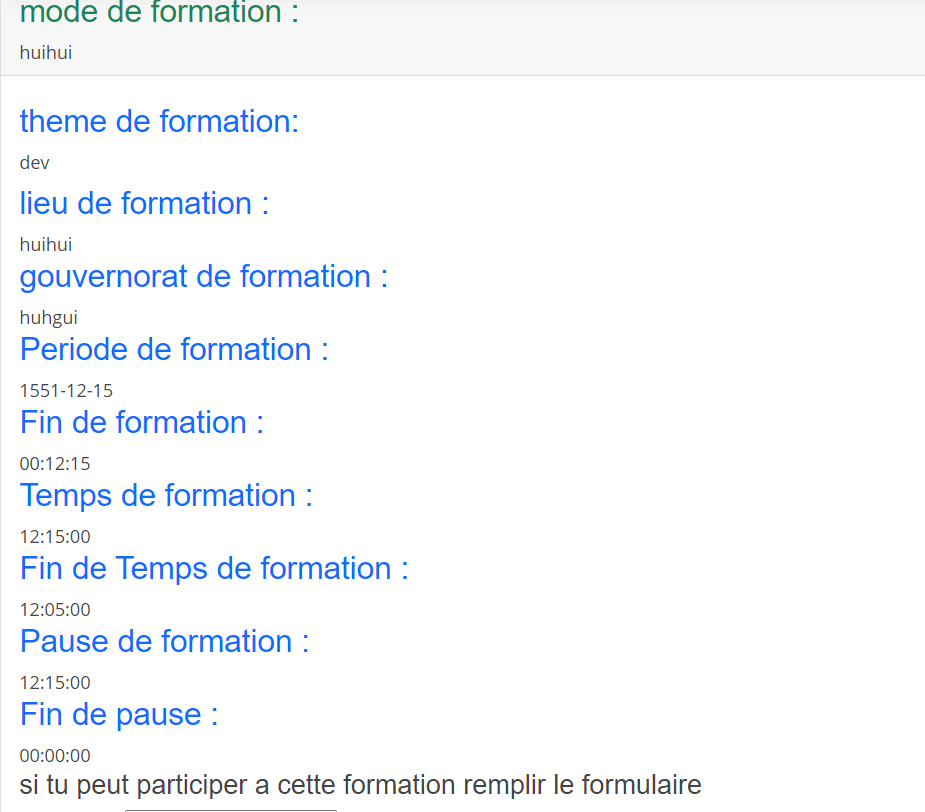 mode de formation :
huihui
theme de formation:
dev
lieu de formation :
huihui
gouvernorat de formation :
huhgui
Periode de formation :
1551-12-15
Fin de formation :
00:12:15
Temps de formation :
12:15:00
Fin de Temps de formation :
12:05:00
Pause de formation :
12:15:00
Fin de pause :
00:00:00
si tu peut participer a cette formation remplir le formulaire